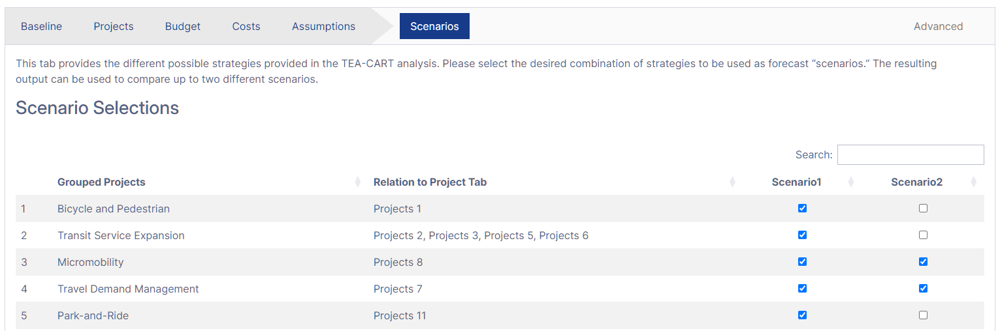 Baseline Projects Budget Costs Assumptions Scenarios Advanced
This tab provides the different possible strategies provided in the TEA-CART analysis. Please select the desired combination of strategies to be used as forecast “scenarios.” The resulting
output can be used to compare up to two different scenarios.
Scenario Selections
Search:
Grouped Projects Relation to Project Tab Scenario1 Scenario2
1 Bicycle and Pedestrian Projects 1
2 Transit Service Expansion Projects 2, Projects 3, Projects 5, Projects 6
3 Micromobility Projects 8
4 Travel Demand Management Projects 7
5 Park-and-Ride Projects 11